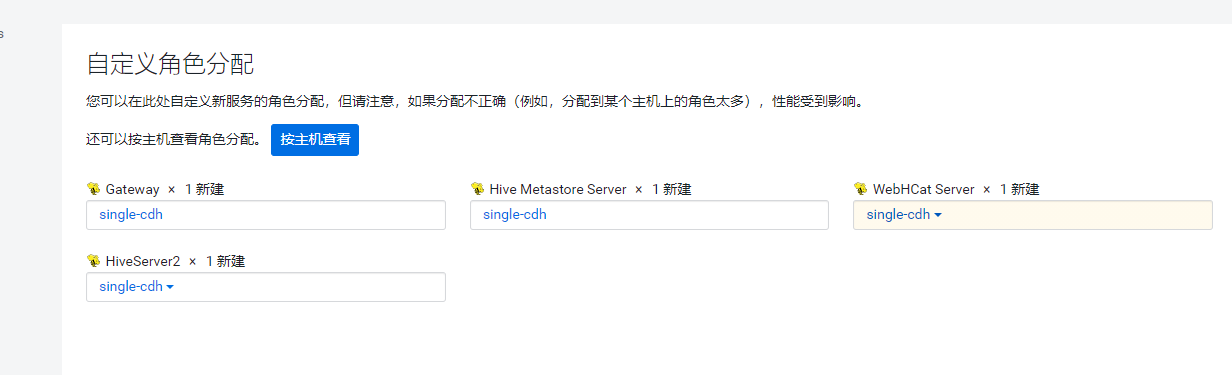 s
自定义角色分配
您可以在此处自定义新服务的角色分配，但请注意，如果分配不正确（例如，分配到某个主机上的角色太多），性能受到影响。
还可以按主机查看角色分配。 按主机查看
Gateway × 1 新建 Hive Metastore Server × 1 新建 WebHCat Server × 1 新建
single-cdh single-cdh single-cdh
HiveServer2 × 1 新建
single-cdh